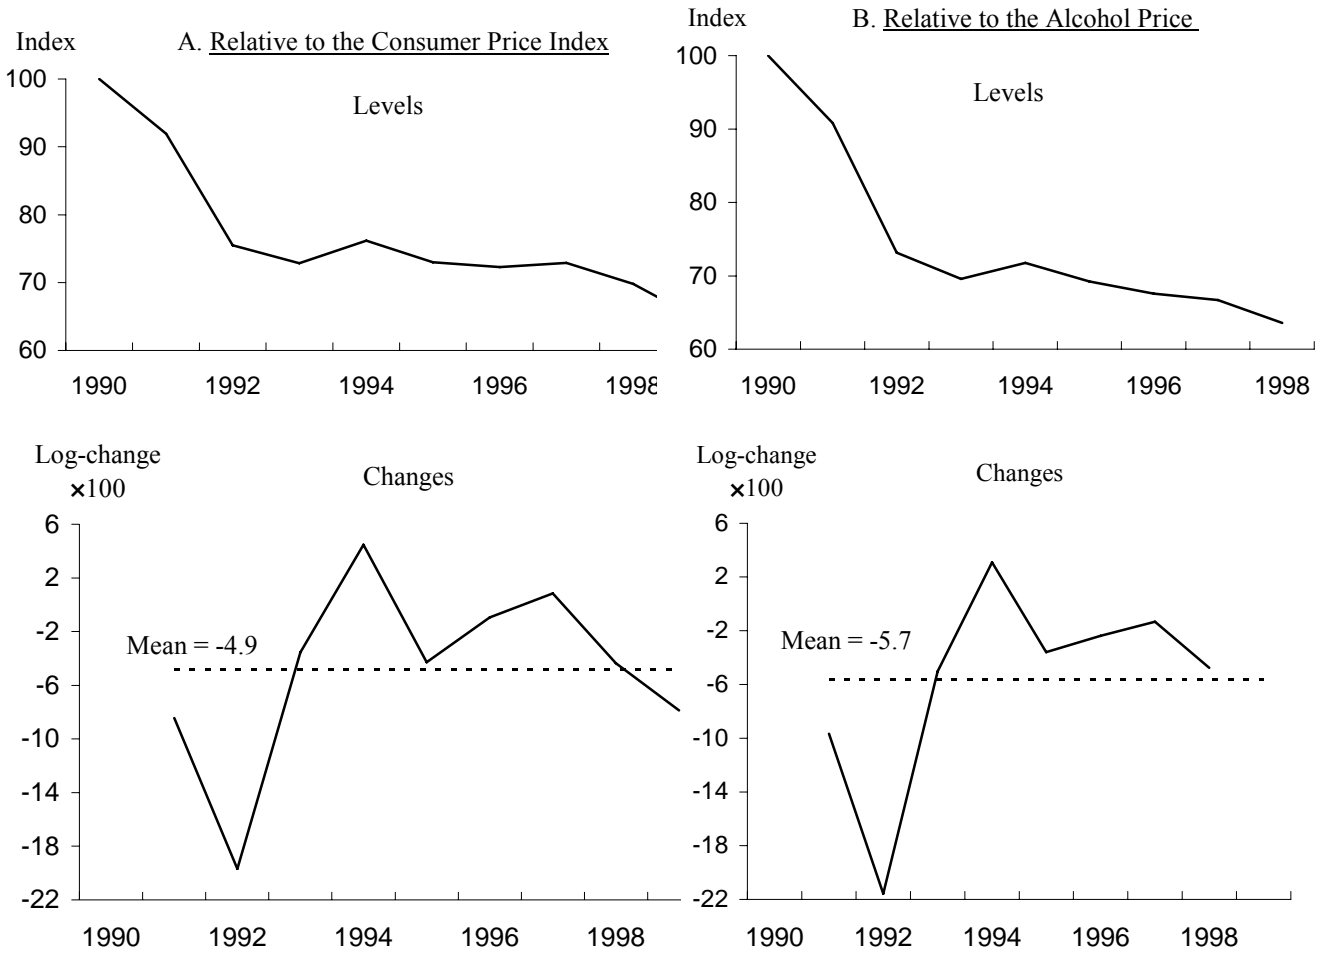 Index
A. Relative to the Consumer Price Index
Levels
100
90
80
70
60
1990 1992 1994 1996 1998
Index
B. Relative to the Alcohol Price
Levels
100
90
80
70
60
1990 1992 1994 1996 1998
Log-change
×100
Changes
6
2
-2
Mean = -4.9
-6
-10
-14
-18
-22
1990 1992 1994 1996 1998
Log-change
×100
Changes
6
2
-2
Mean = -5.7
-6
-10
-14
-18
-22
1990 1992 1994 1996 1998